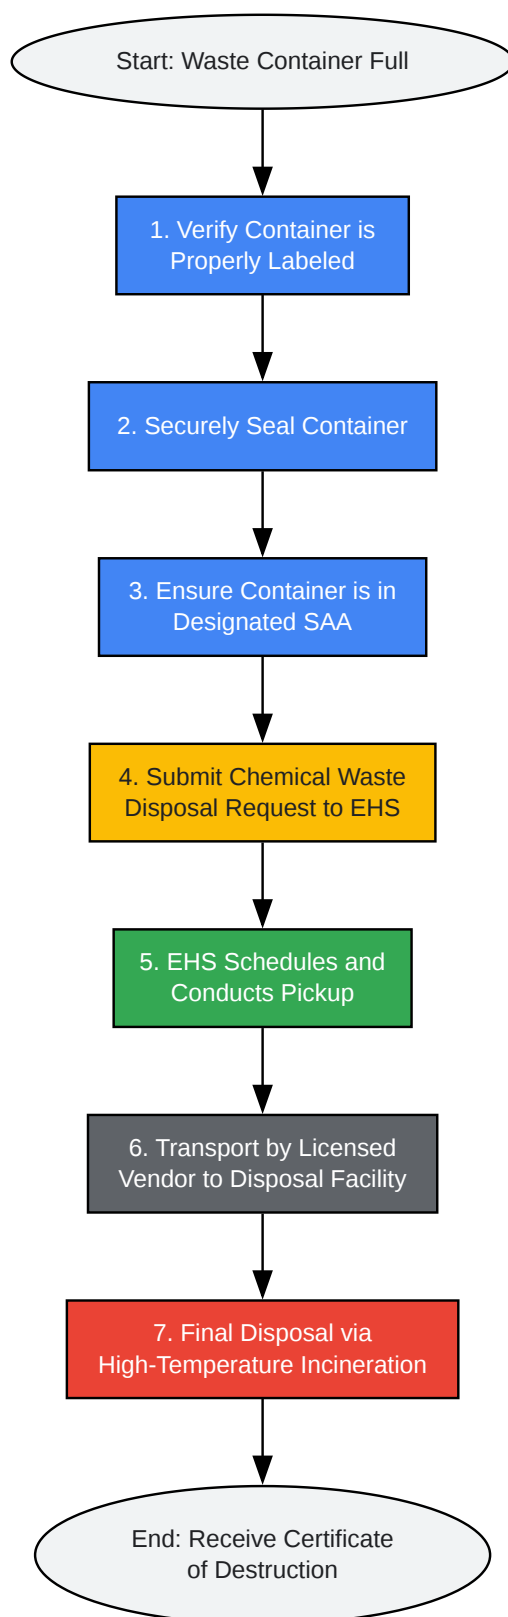 Start: Waste Container Full
1. Verify Container is
Properly Labeled
2. Securely Seal Container
3. Ensure Container is in
Designated SAA
4. Submit Chemical Waste
Disposal Request to EHS
5. EHS Schedules and
Conducts Pickup
6. Transport by Licensed
Vendor to Disposal Facility
7. Final Disposal via
High-Temperature Incineration
End: Receive Certificate
of Destruction